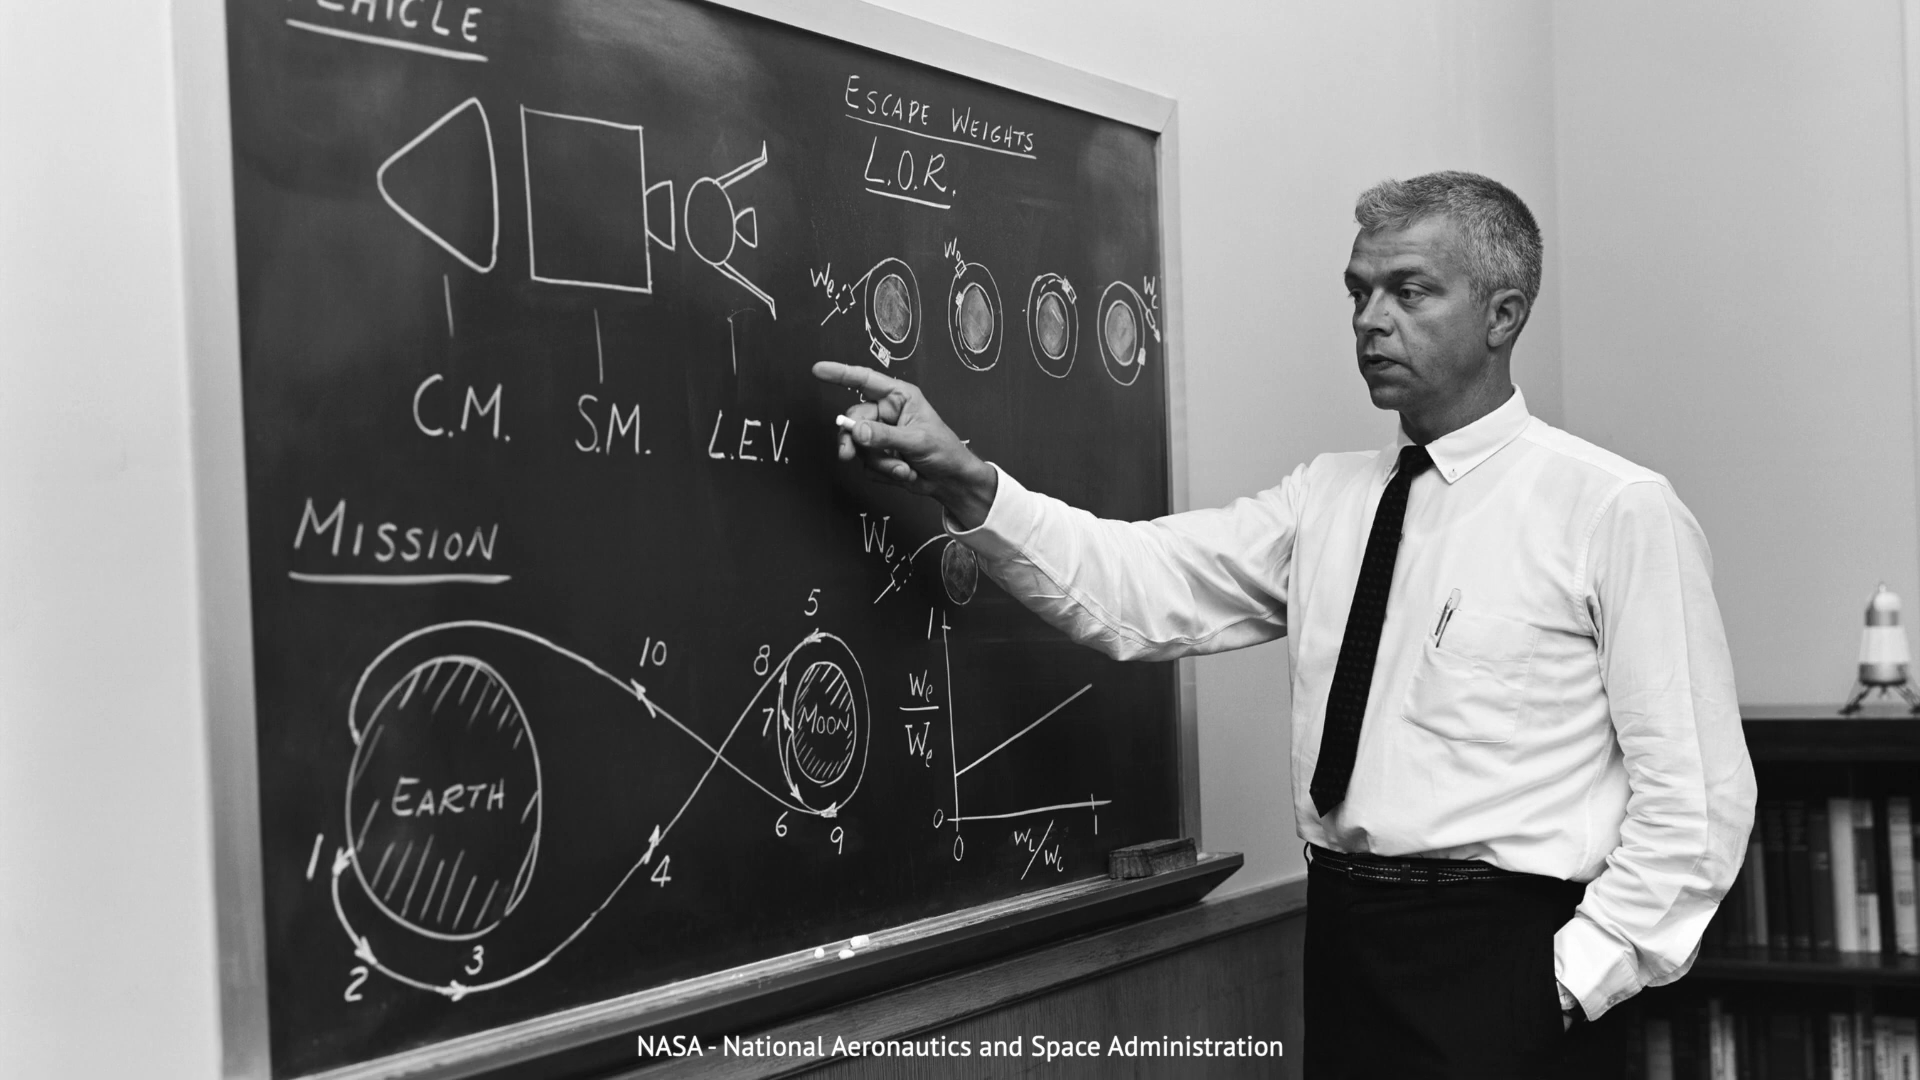 VEHICLE
C.M.
S.M.
L.E.V.
ESCAPE WEIGHTS
L.O.R.
We
Wo
Wc
We
MISSION
EARTH
MOON
1
2
3
4
5
6
7
8
9
10
1
We
We
0
0
WL/Wc
1
NASA - National Aeronautics and Space Administration